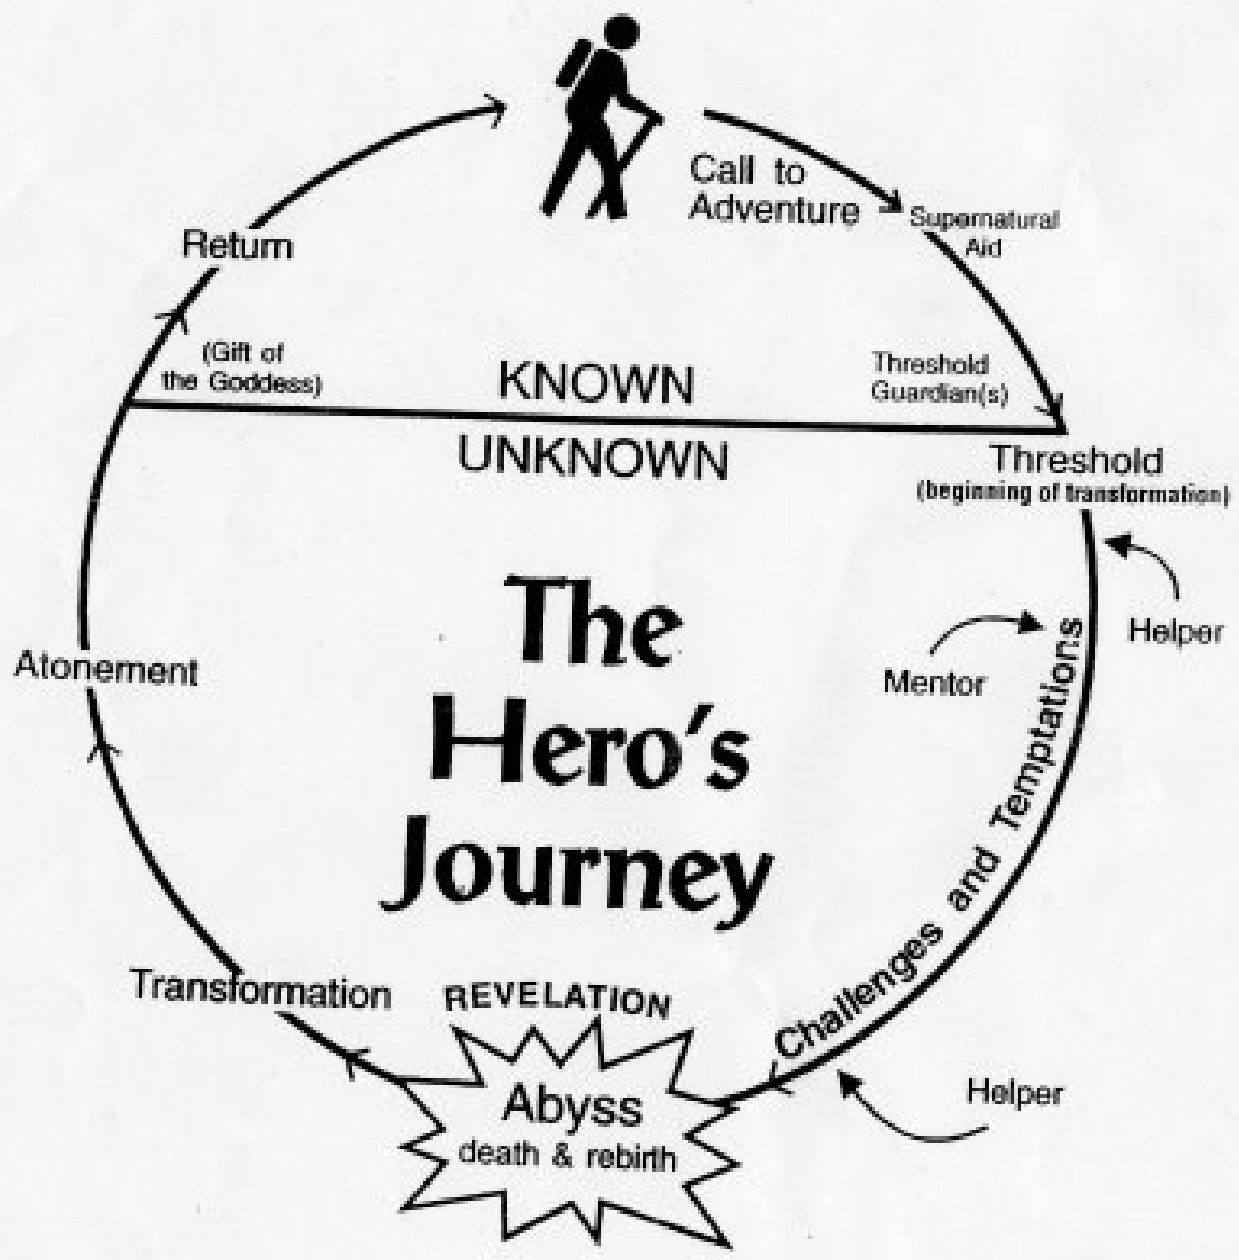 Call to
Adventure
Supernatural
Aid
Return
(Gift of
the Goddess)
KNOWN
Threshold
Guardian(s)
UNKNOWN
Threshold
(beginning of transformation)
Helper
Mentor
The
Hero's
Journey
Challenges and Temptations
Atonement
Transformation
REVELATION
Abyss
death & rebirth
Helper